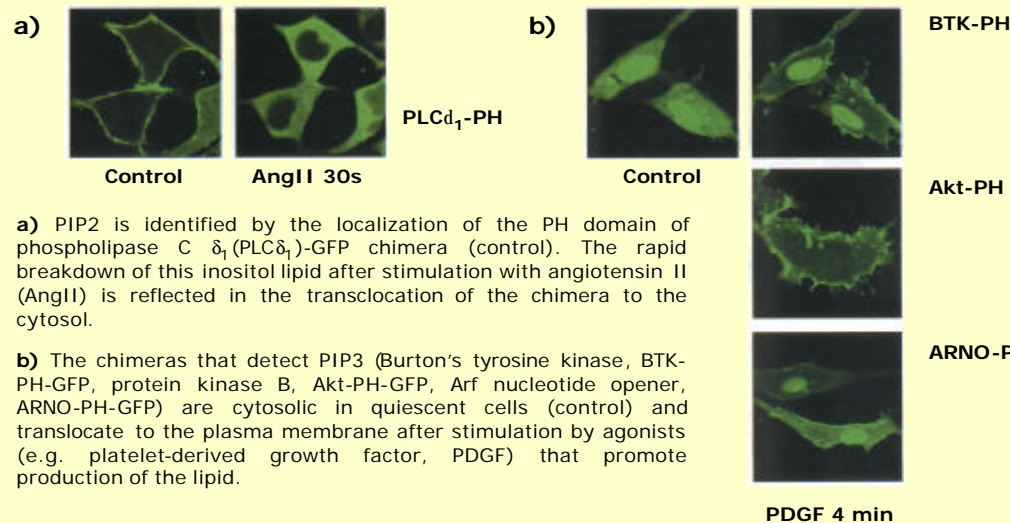 a)
b)
BTK-PH
PLCd1-PH
Control
AngII 30s
Control
Akt-PH
a) PIP2 is identified by the localization of the PH domain of
phospholipase C δ1(PLCδ1)-GFP chimera (control). The rapid
breakdown of this inositol lipid after stimulation with angiotensin II
(AngII) is reflected in the transclocation of the chimera to the
cytosol.
ARNO-P
b) The chimeras that detect PIP3 (Burton's tyrosine kinase, BTK-
PH-GFP, protein kinase B, Akt-PH-GFP, Arf nucleotide opener,
ARNO-PH-GFP) are cytosolic in quiescent cells (control) and
translocate to the plasma membrane after stimulation by agonists
(e.g. platelet-derived growth factor, PDGF) that promote
production of the lipid.
PDGF 4 min